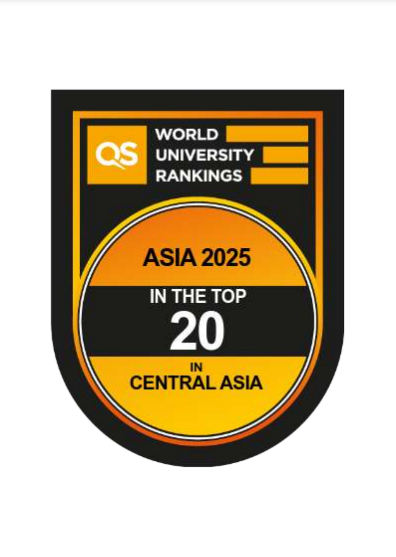 QS
WORLD
UNIVERSITY
RANKINGS
ASIA 2025
IN THE TOP
20
IN
CENTRAL ASIA